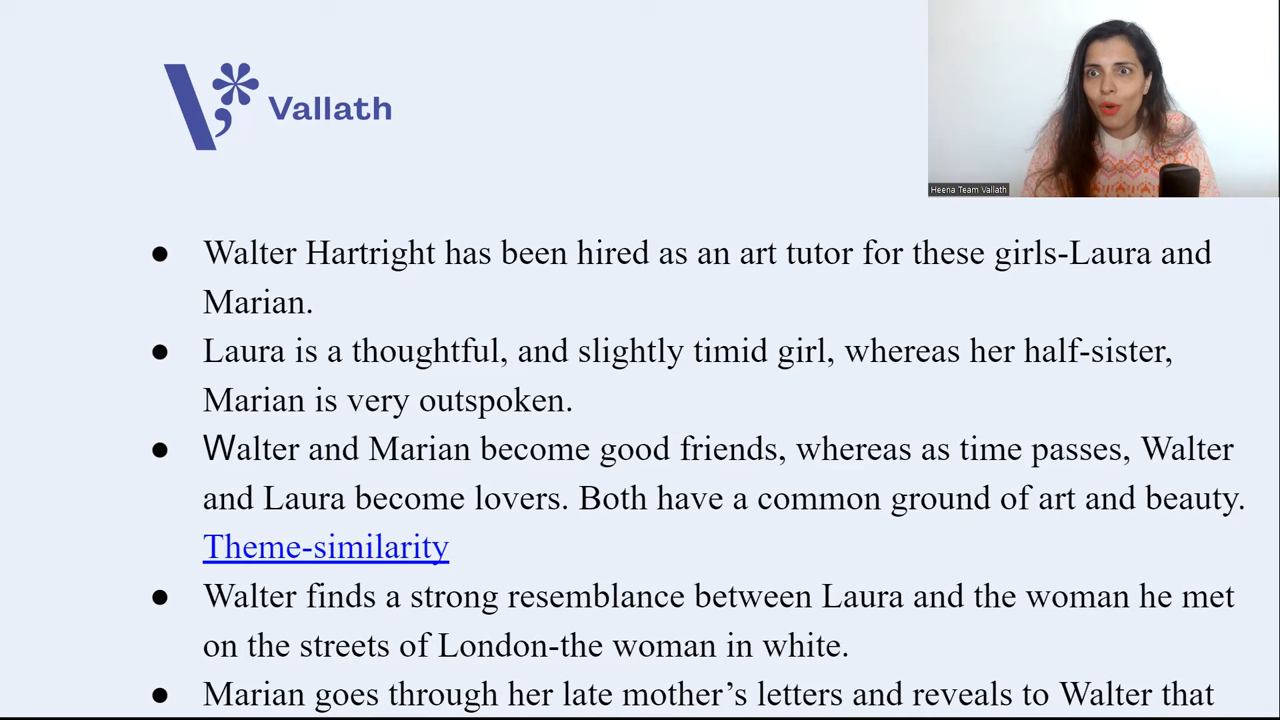 Vallath
Heena Team Vallath
● Walter Hartright has been hired as an art tutor for these girls-Laura and
Marian.
● Laura is a thoughtful, and slightly timid girl, whereas her half-sister,
Marian is very outspoken.
● Walter and Marian become good friends, whereas as time passes, Walter
and Laura become lovers. Both have a common ground of art and beauty.
Theme-similarity
● Walter finds a strong resemblance between Laura and the woman he met
on the streets of London-the woman in white.
● Marian goes through her late mother’s letters and reveals to Walter that